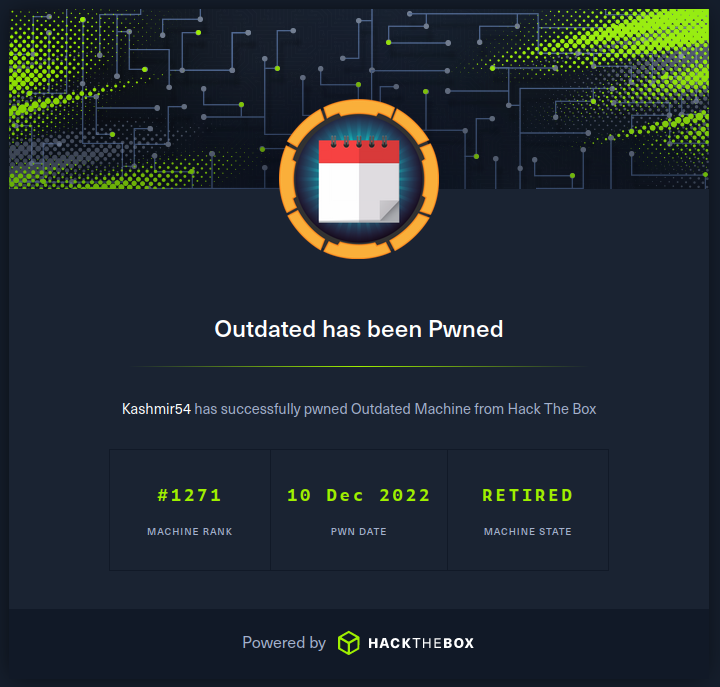 Outdated has been Pwned
Kashmir54 has successfully pwned Outdated Machine from Hack The Box
#1271 10 Dec 2022 RETIRED
MACHINE RANK PWN DATE MACHINE STATE
Powered by HACKTHEBOX